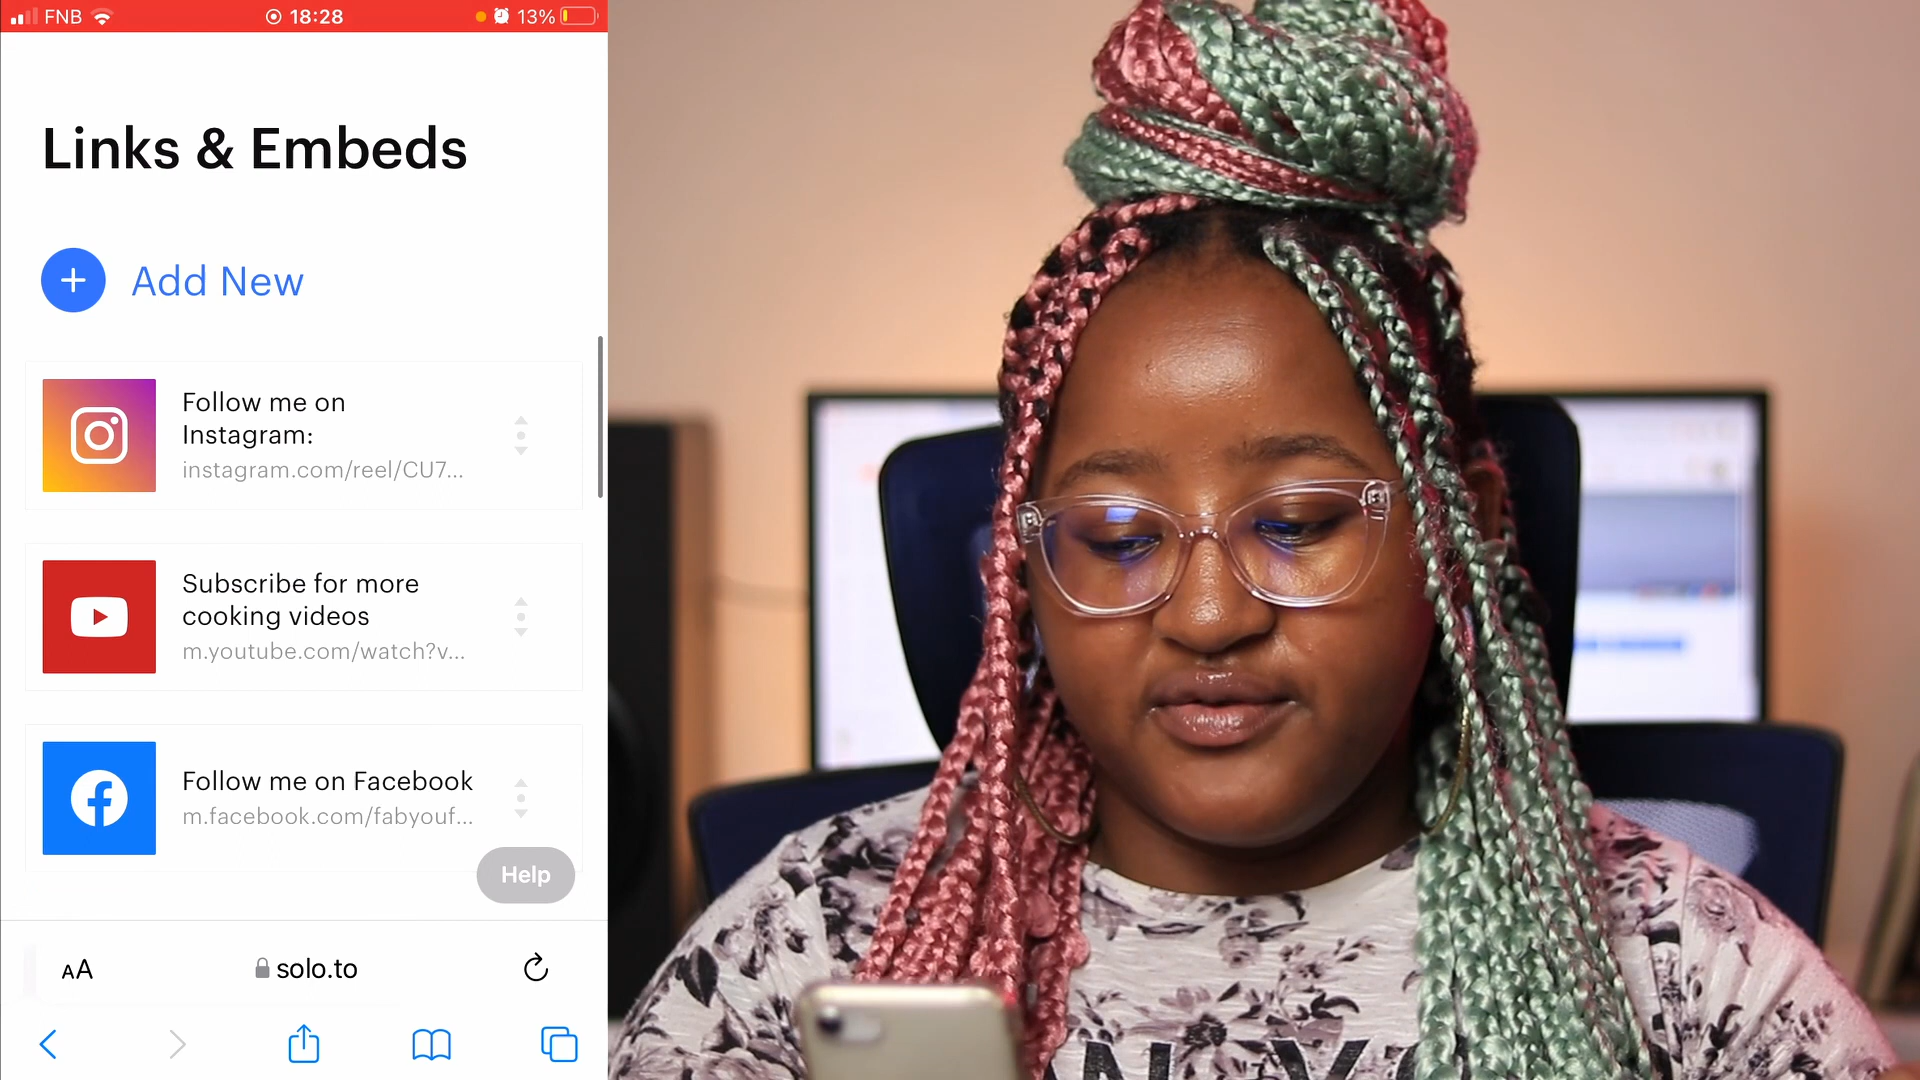 FNB 18:28 13%
Links & Embeds
Add New
Follow me on
Instagram:
instagram.com/reel/CU7...
Subscribe for more
cooking videos
m.youtube.com/watch?v...
Follow me on Facebook
m.facebook.com/fabyouf...
Help
AA solo.to